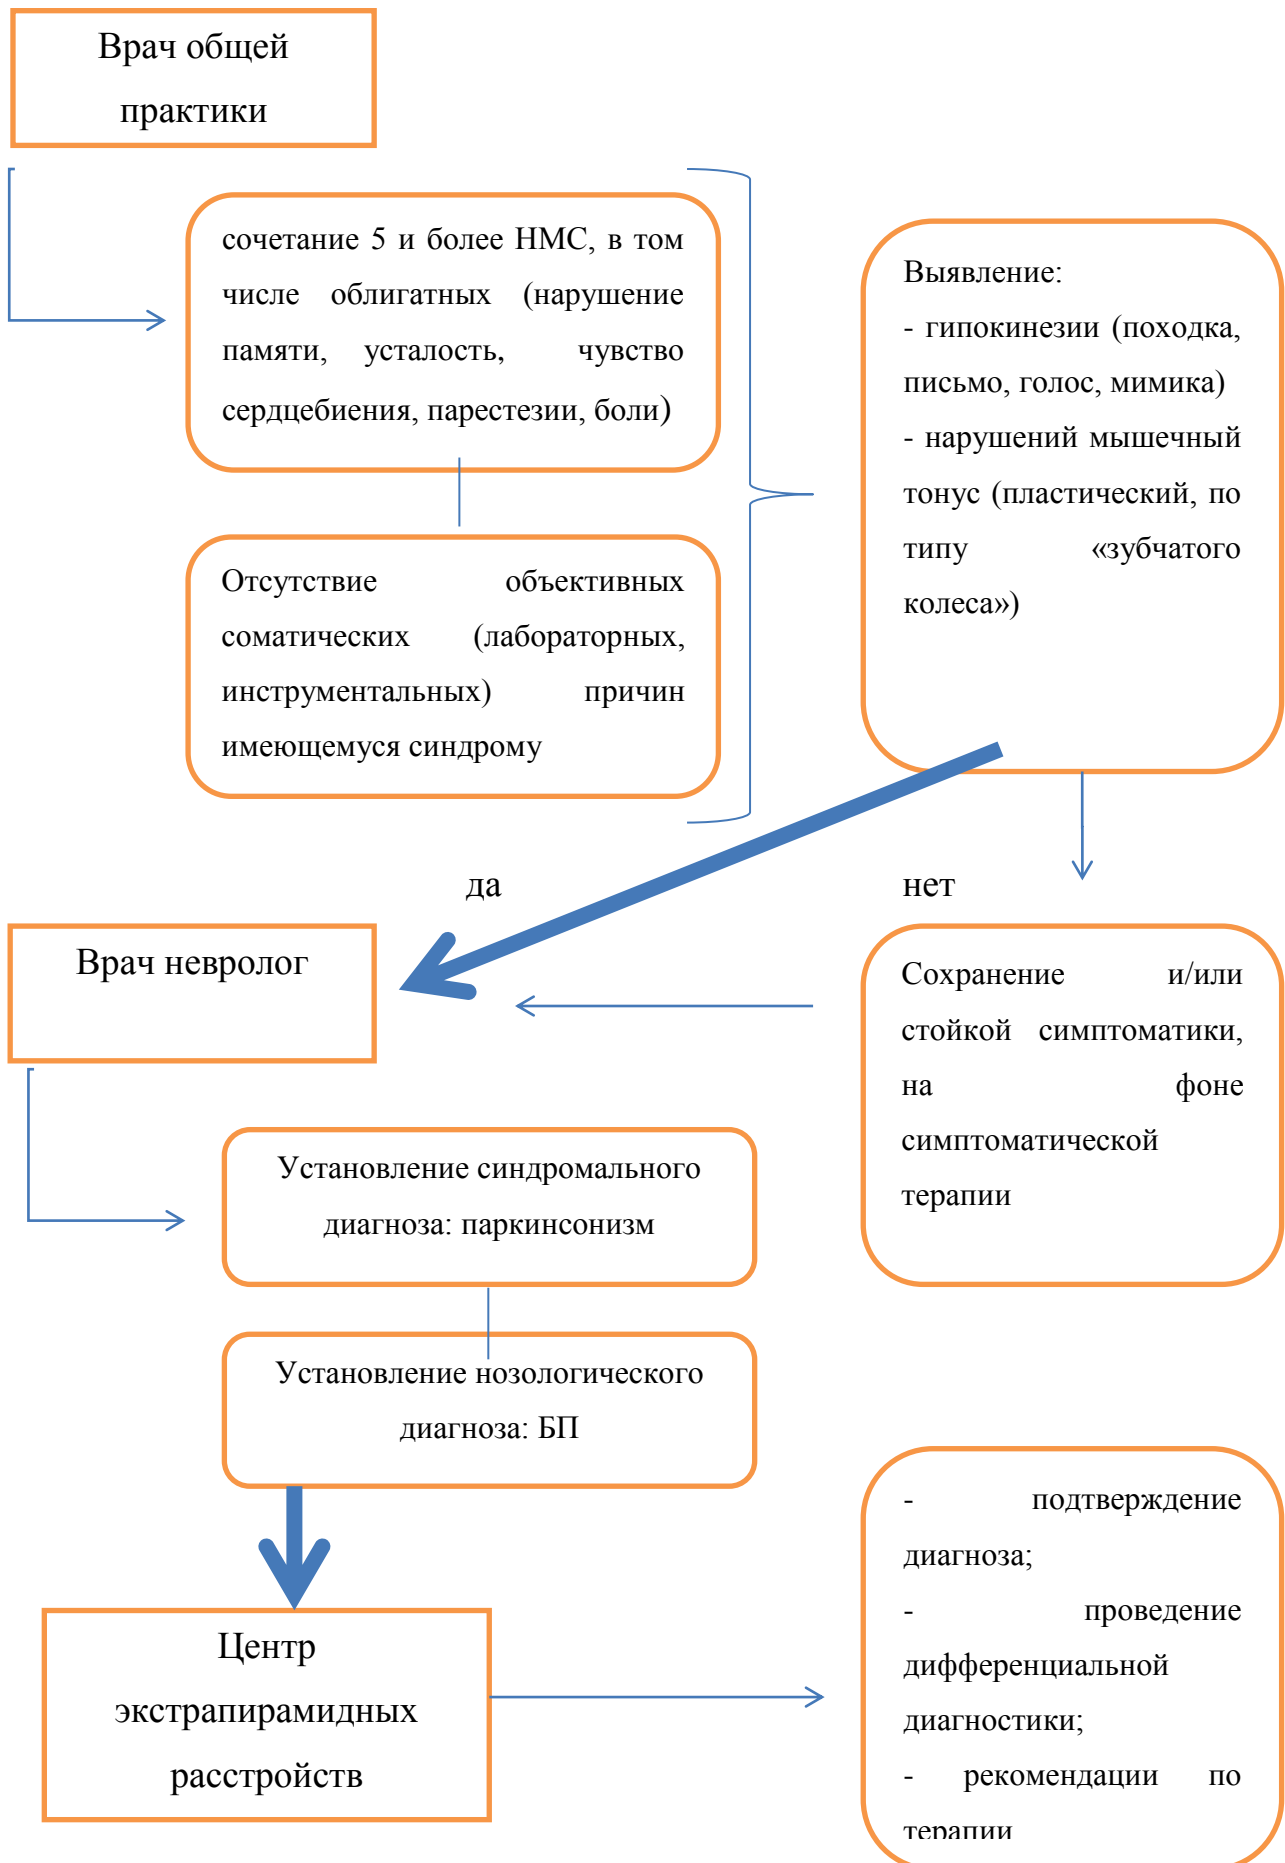 Врач общей
практики
сочетание 5 и более НМС, в том
числе облигатных (нарушение
памяти, усталость, чувство
сердцебиения, парестезии, боли)
Отсутствие объективных
соматических (лабораторных,
инструментальных) причин
имеющемуся синдрому
Выявление:
- гипокинезии (походка,
письмо, голос, мимика)
- нарушений мышечный
тонус (пластический, по
типу «зубчатого
колеса»)
да
нет
Врач невролог
Сохранение и/или
стойкой симптоматики,
на фоне
симптоматической
терапии
Установление синдромального
диагноза: паркинсонизм
Установление нозологического
диагноза: БП
Центр
экстрапирамидных
расстройств
- подтверждение
диагноза;
- проведение
дифференциальной
диагностики;
- рекомендации по
терапии